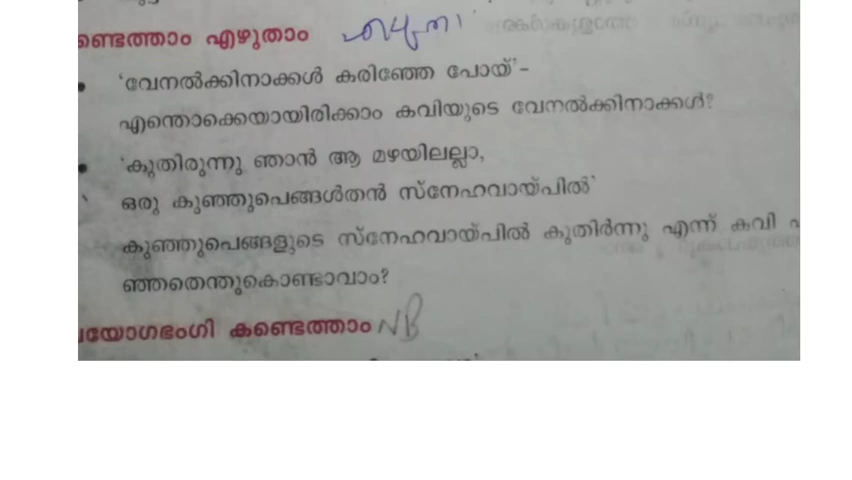 ണ്ടെത്താം എഴുതാം
• 'വേനൽക്കിനാക്കൾ കരിഞ്ഞേ പോയ്'–
എന്തൊക്കെയായിരിക്കാം കവിയുടെ വേനൽക്കിനാക്കൾ?
• 'കുതിരുന്നു ഞാൻ ആ മഴയിലല്ലാ,
ഒരു കുഞ്ഞുപെങ്ങൾതൻ സ്നേഹവായ്പിൽ'
കുഞ്ഞുപെങ്ങളുടെ സ്നേഹവായ്പിൽ കുതിർന്നു എന്ന് കവി
ഞ്ഞതെന്തുകൊണ്ടാവാം?
യോഗഭംഗി കണ്ടെത്താം NB